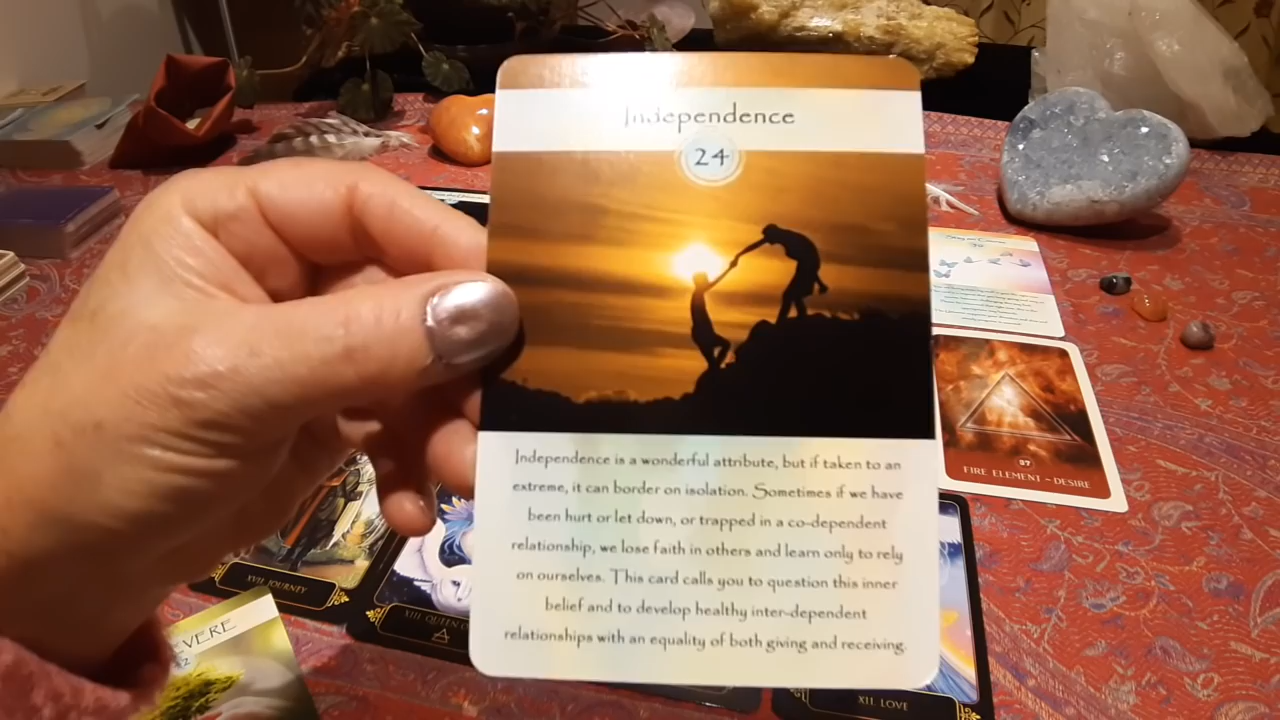 Independence
24
Independence is a wonderful attribute, but if taken to an
extreme, it can border on isolation. Sometimes if we have
been hurt or let down, or trapped in a co-dependent
relationship, we lose faith in others and learn only to rely
on ourselves. This card calls you to question this inner
belief and to develop healthy inter-dependent
relationships with an equality of both giving and receiving.
37
FIRE ELEMENT ~ DESIRE
XVII JOURNEY
XIII QUEEN
EVERE
XII. LOVE